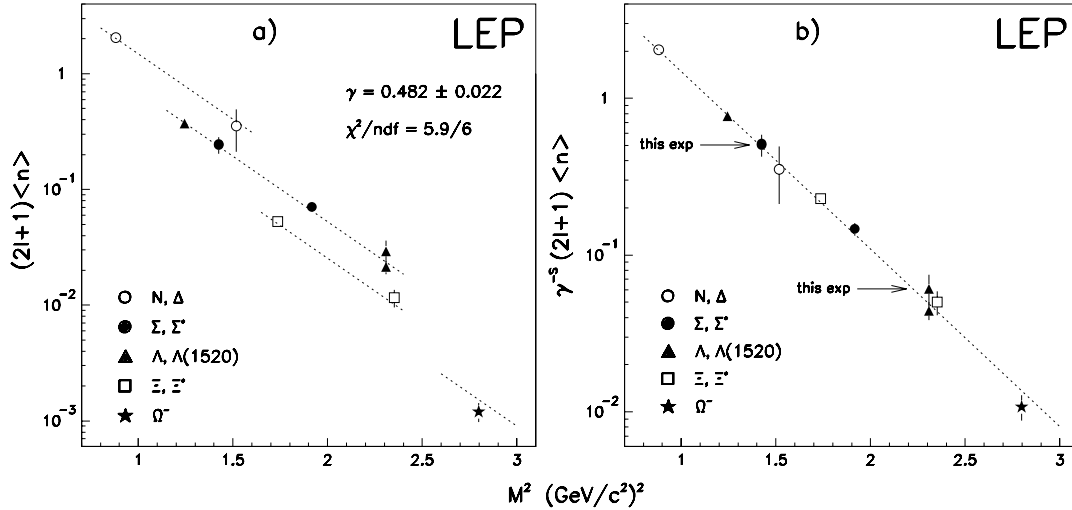 a)
LEP
γ = 0.482 ± 0.022
χ²/ndf = 5.9/6
(2I+1)<n>
1
10⁻¹
10⁻²
10⁻³
N, Δ
Σ, Σ*
Λ, Λ(1520)
Ξ, Ξ*
Ω⁻
1 1.5 2 2.5 3
b)
LEP
γ⁻ˢ(2I+1)<n>
1
10⁻¹
10⁻²
this exp
this exp
N, Δ
Σ, Σ*
Λ, Λ(1520)
Ξ, Ξ*
Ω⁻
1 1.5 2 2.5 3
M² (GeV/c²)²